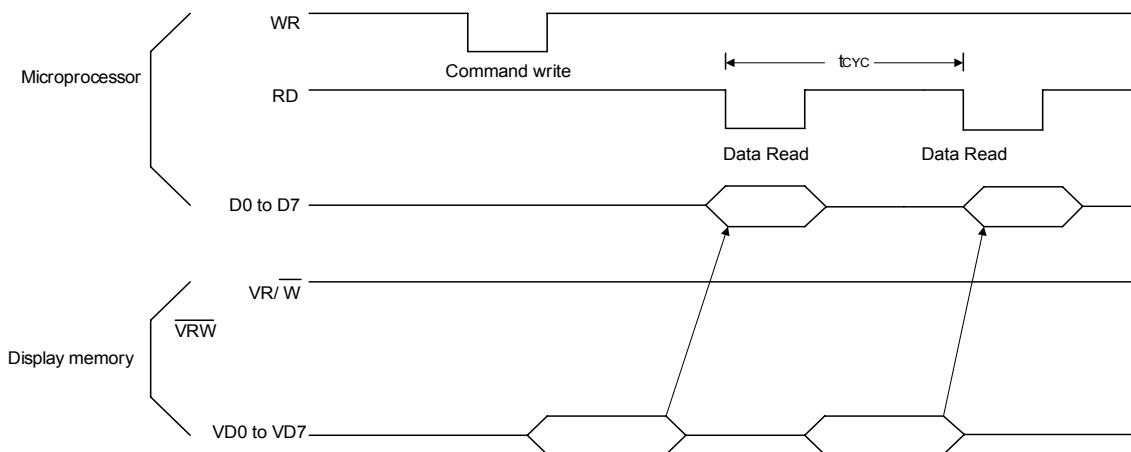 WR
Command write
tCYC
Microprocessor
RD
Data Read Data Read
D0 to D7
VR/W
VRW
Display memory
VD0 to VD7